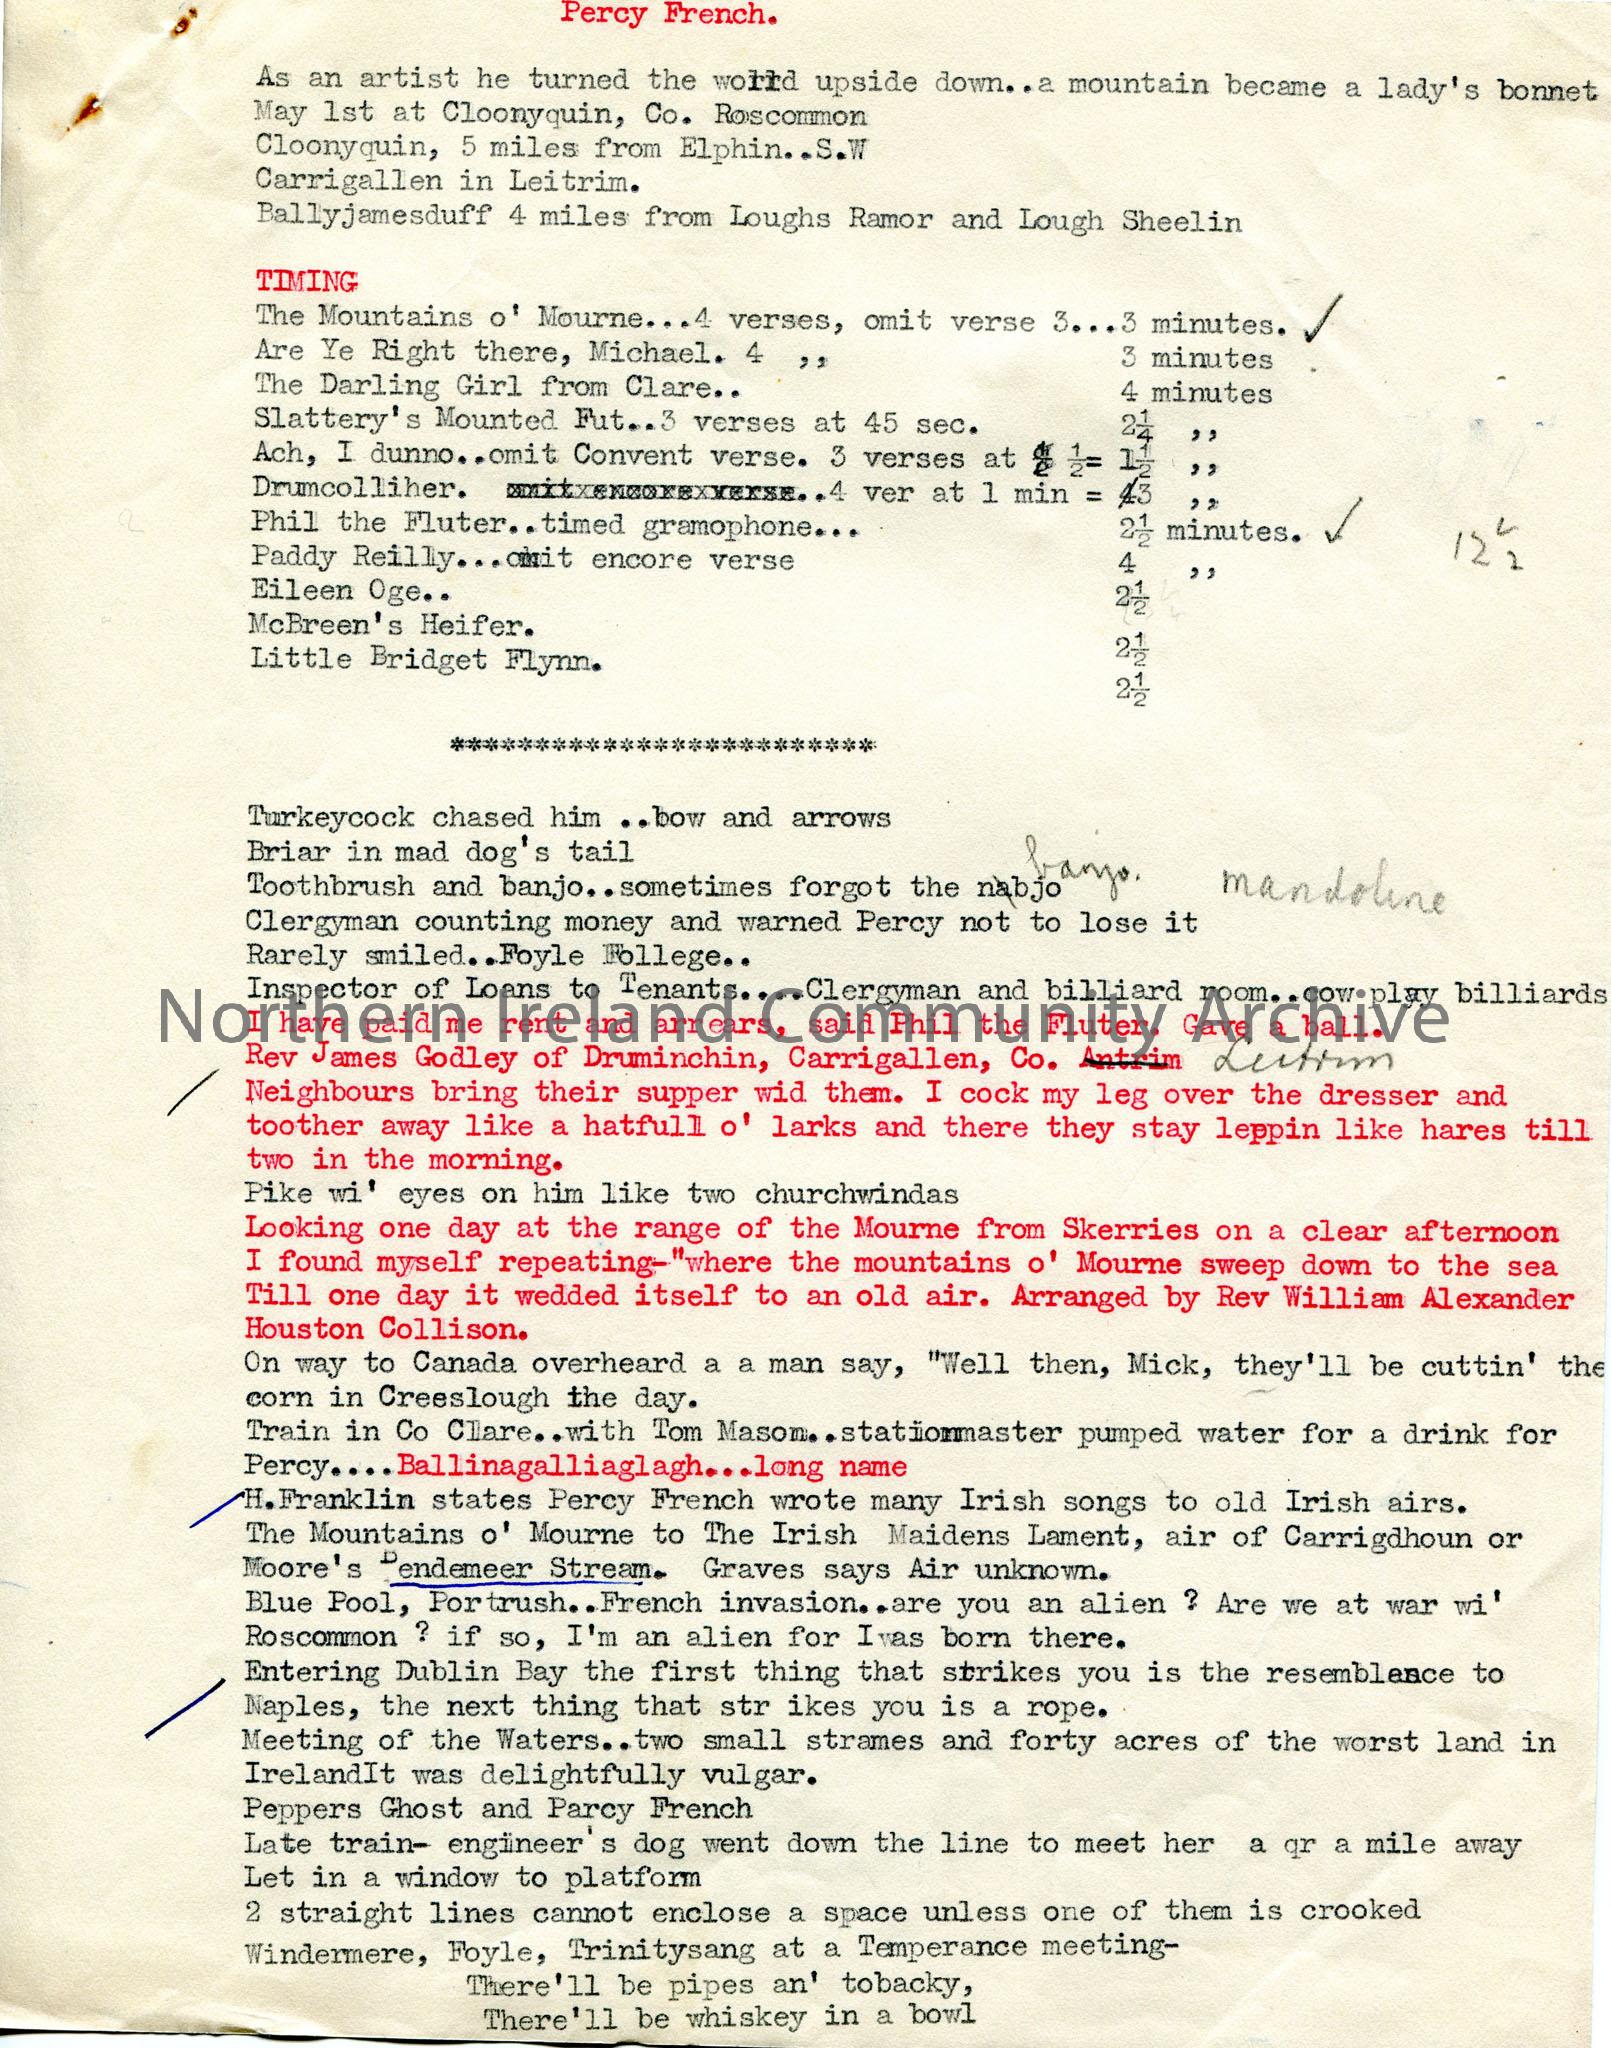 Percy French.
As an artist he turned the world upside down..a mountain became a lady's bonnet
May 1st at Cloonyquin, Co. Roscommon
Cloonyquin, 5 miles from Elphin..S.W
Carrigallen in Leitrim.
Ballyjamesduff 4 miles from Loughs Ramor and Lough Sheelin
TIMING
The Mountains o' Mourne...4 verses, omit verse 3...3 minutes. ✓
Are Ye Right there, Michael. 4 ,, 3 minutes
The Darling Girl from Clare.. 4 minutes
Slattery's Mounted Fut..3 verses at 45 sec. 2¼ ,,
Ach, I dunno..omit Convent verse. 3 verses at ½= 1½ ,,
Drumcolliher. omit encore verse..4 ver at 1 min = 3 ,,
Phil the Fluter..timed gramophone... 2½ minutes. ✓
12½
Paddy Reilly...omit encore verse 4 ,,
Eileen Oge.. 2½
McBreen's Heifer. 2½
Little Bridget Flynn. 2½
*************************
Turkeycock chased him ..bow and arrows
Briar in mad dog's tail
Toothbrush and banjo..sometimes forgot the nabjo banjo. mandoline
Clergyman counting money and warned Percy not to lose it
Rarely smiled..Foyle Follege..
Inspector of Loans to Tenants.....Clergyman and billiard room..cow play billiards
Northern Ireland Community Archive
I have paid me rent and arrears, said Phil the Fluter. Gave a ball.
Rev James Godley of Druminchin, Carrigallen, Co. Antrim Leitrim
Neighbours bring their supper wid them. I cock my leg over the dresser and
toother away like a hatfull o' larks and there they stay leppin like hares till
two in the morning.
Pike wi' eyes on him like two churchwindas
Looking one day at the range of the Mourne from Skerries on a clear afternoon
I found myself repeating-"where the mountains o' Mourne sweep down to the sea
Till one day it wedded itself to an old air. Arranged by Rev William Alexander
Houston Collison.
On way to Canada overheard a a man say, "Well then, Mick, they'll be cuttin' the
corn in Creeslough the day.
Train in Co Clare..with Tom Mason..stationmaster pumped water for a drink for
Percy....Ballinagalliaglagh...long name
H.Franklin states Percy French wrote many Irish songs to old Irish airs.
The Mountains o' Mourne to The Irish Maidens Lament, air of Carrigdhoun or
Moore's Bendemeer Stream. Graves says Air unknown.
Blue Pool, Portrush..French invasion..are you an alien ? Are we at war wi'
Roscommon ? if so, I'm an alien for Iwas born there.
Entering Dublin Bay the first thing that strikes you is the resemblance to
Naples, the next thing that str ikes you is a rope.
Meeting of the Waters..two small strames and forty acres of the worst land in
IrelandIt was delightfully vulgar.
Peppers Ghost and Parcy French
Late train- engineer's dog went down the line to meet her a qr a mile away
Let in a window to platform
2 straight lines cannot enclose a space unless one of them is crooked
Windermere, Foyle, Trinitysang at a Temperance meeting-
There'll be pipes an' tobacky,
There'll be whiskey in a bowl